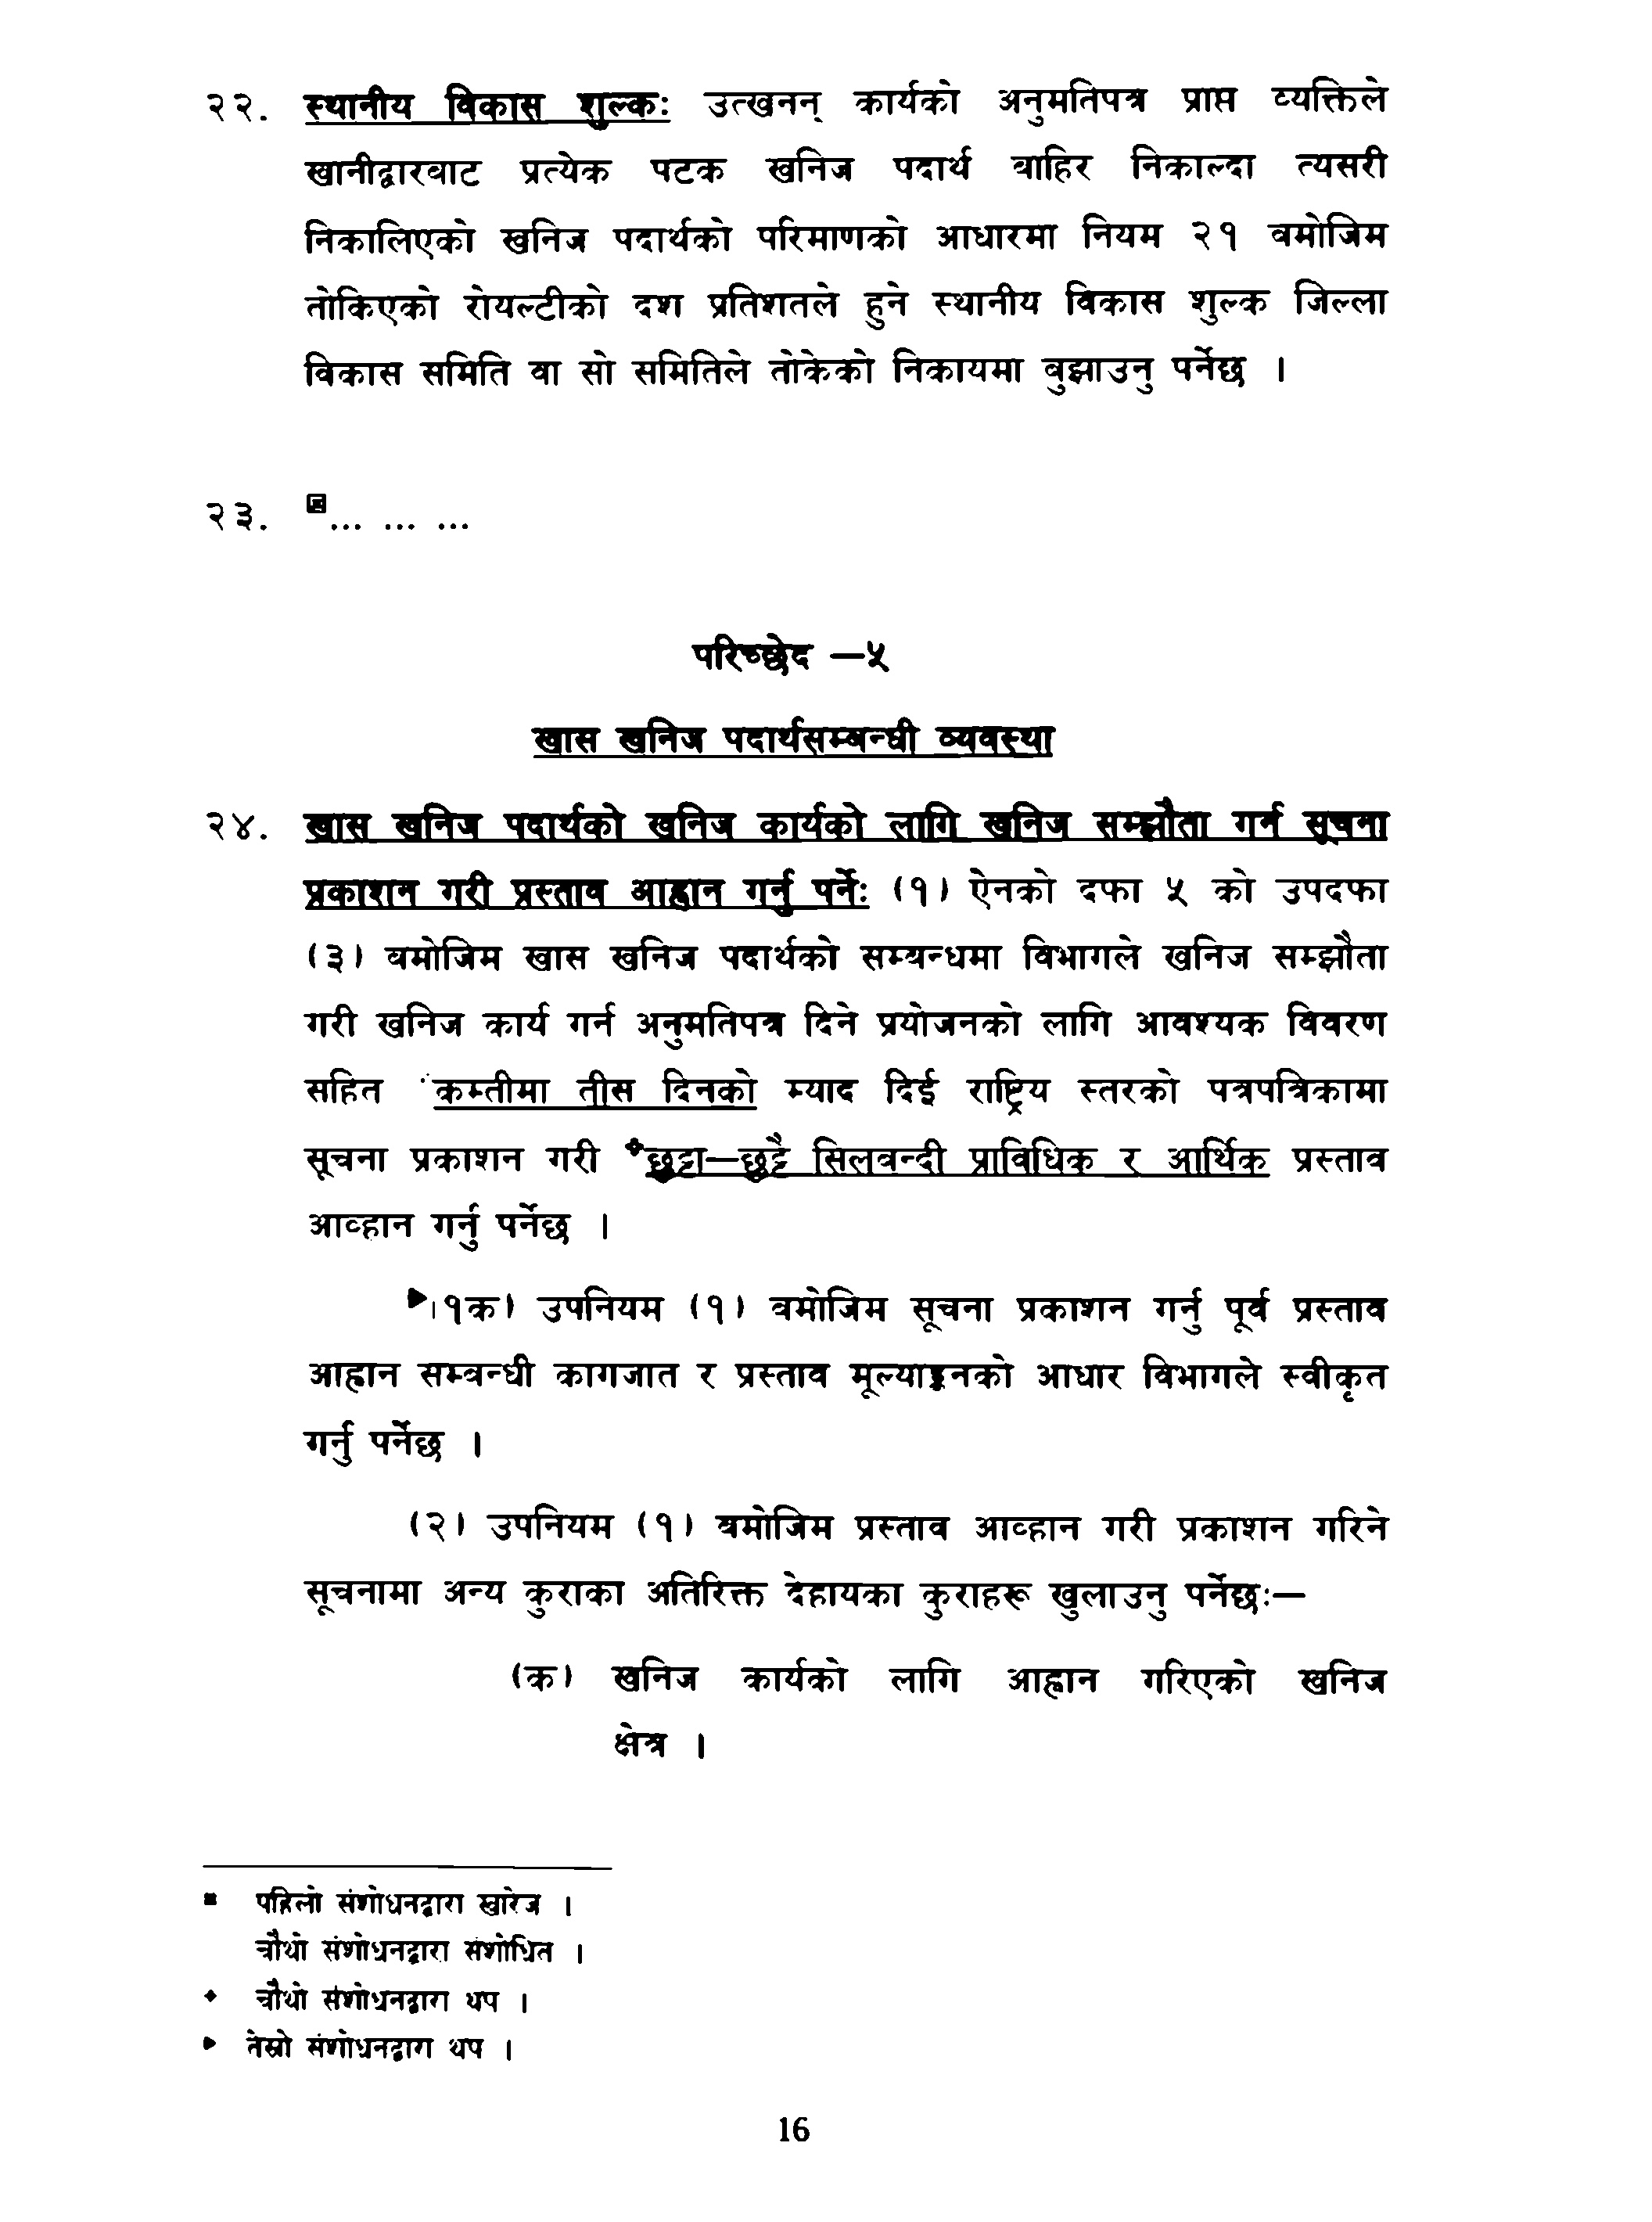 २२. स्थानीय विकास शुल्कः उत्खनन् कार्यको अनुमतिपत्र प्राप्त व्यक्तिले
खानीद्वारबाट प्रत्येक पटक खनिज पदार्थ बाहिर निकाल्दा त्यसरी
निकालिएको खनिज पदार्थको परिमाणको आधारमा नियम २१ बमोजिम
तोकिएको रोयल्टीको दश प्रतिशतले हुने स्थानीय विकास शुल्क जिल्ला
विकास समिति वा सो समितिले तोकेको निकायमा बुझाउनु पर्नेछ ।
२३. ... ... ...
परिच्छेद –५
खास खनिज पदार्थसम्बन्धी व्यवस्था
२४. खास खनिज पदार्थको खनिज कार्यको लागि खनिज सम्झौता गर्न सूचना
प्रकाशन गरी प्रस्ताव आह्वान गर्नु पर्नेः (१) ऐनको दफा ५ को उपदफा
(३) बमोजिम खास खनिज पदार्थको सम्बन्धमा विभागले खनिज सम्झौता
गरी खनिज कार्य गर्न अनुमतिपत्र दिने प्रयोजनको लागि आवश्यक विवरण
सहित कम्तीमा तीस दिनको म्याद दिई राष्ट्रिय स्तरको पत्रपत्रिकामा
सूचना प्रकाशन गरी ✦छुट्टा–छुट्टै सिलबन्दी प्राविधिक र आर्थिक प्रस्ताव
आव्हान गर्नु पर्नेछ ।
▶(१क) उपनियम (१) बमोजिम सूचना प्रकाशन गर्नु पूर्व प्रस्ताव
आह्वान सम्बन्धी कागजात र प्रस्ताव मूल्याङ्कनको आधार विभागले स्वीकृत
गर्नु पर्नेछ ।
(२) उपनियम (१) बमोजिम प्रस्ताव आव्हान गरी प्रकाशन गरिने
सूचनामा अन्य कुराका अतिरिक्त देहायका कुराहरू खुलाउनु पर्नेछः–
(क) खनिज कार्यको लागि आह्वान गरिएको खनिज
क्षेत्र ।
▪ पहिलो संशोधनद्वारा खारेज ।
चौथो संशोधनद्वारा संशोधित ।
✦ चौथो संशोधनद्वारा थप ।
▶ तेस्रो संशोधनद्वारा थप ।
16